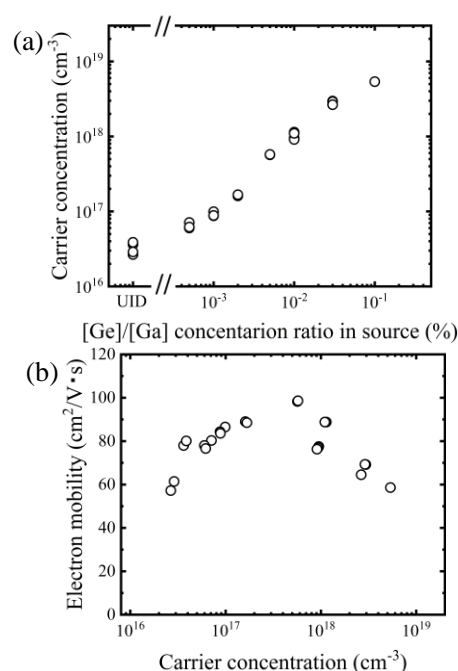 (a)
Carrier concentration (cm-3)
10^19
10^18
10^17
10^16
UID
10^-3
10^-2
10^-1
[Ge]/[Ga] concentarion ratio in source (%)
(b)
Electron mobility (cm^2/V·s)
120
100
80
60
40
20
0
10^16
10^17
10^18
10^19
Carrier concentration (cm^-3)